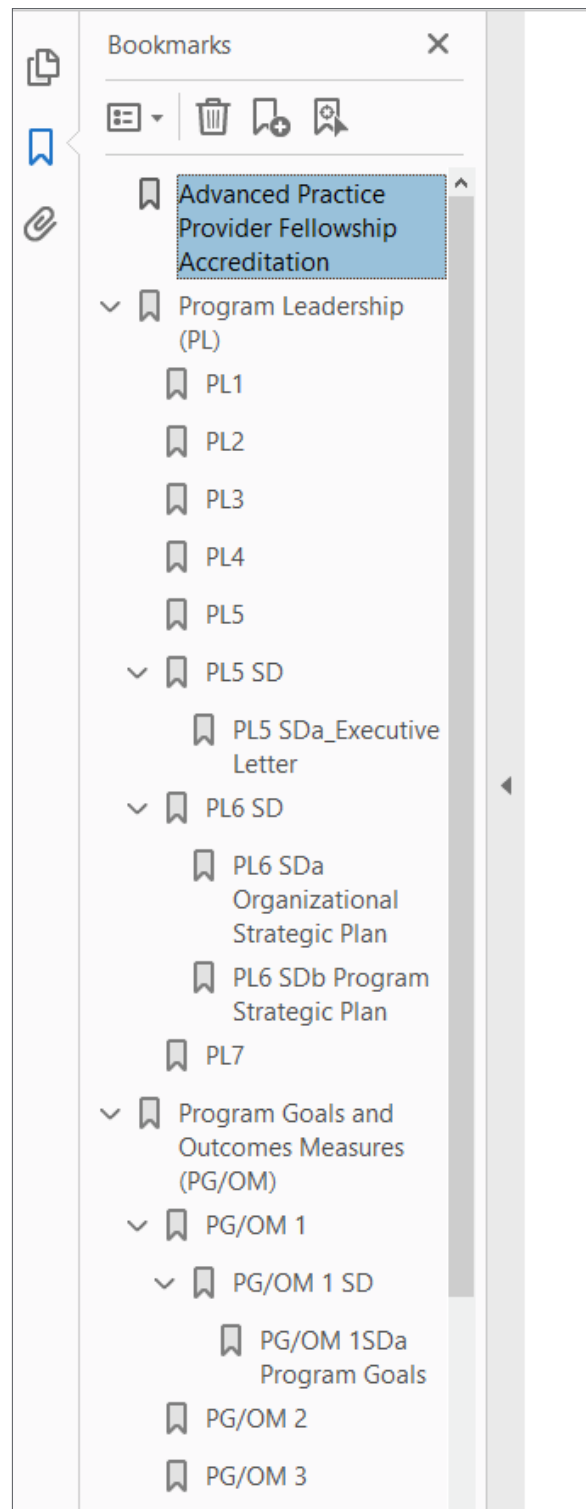 Bookmarks
Advanced Practice
Provider Fellowship
Accreditation
Program Leadership
(PL)
PL1
PL2
PL3
PL4
PL5
PL5 SD
PL5 SDa_Executive
Letter
PL6 SD
PL6 SDa
Organizational
Strategic Plan
PL6 SDb Program
Strategic Plan
PL7
Program Goals and
Outcomes Measures
(PG/OM)
PG/OM 1
PG/OM 1 SD
PG/OM 1SDa
Program Goals
PG/OM 2
PG/OM 3